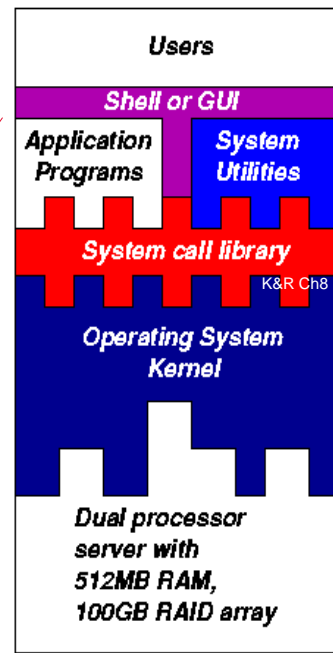 Users
Shell or GUI
Application
Programs
System
Utilities
System call library
K&R Ch8
Operating System
Kernel
Dual processor
server with
512MB RAM,
100GB RAID array